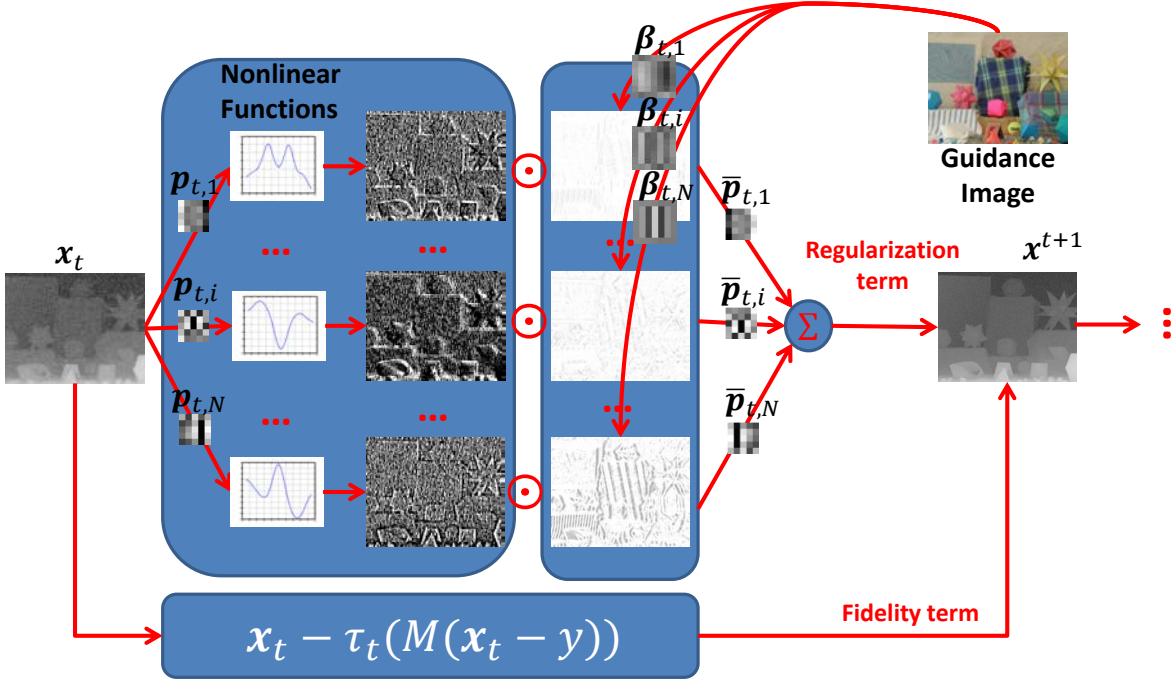 Nonlinear
Functions
β_{t,1}
β_{t,i}
β_{t,N}
Guidance
Image
p_{t,1}
p̅_{t,1}
...
...
...
x_t
p_{t,i}
p̅_{t,i}
Regularization
term
x^{t+1}
⊙
⊙
⊙
Σ
...
p_{t,N}
p̅_{t,N}
...
...
...
Fidelity term
x_t − τ_t(M(x_t − y))